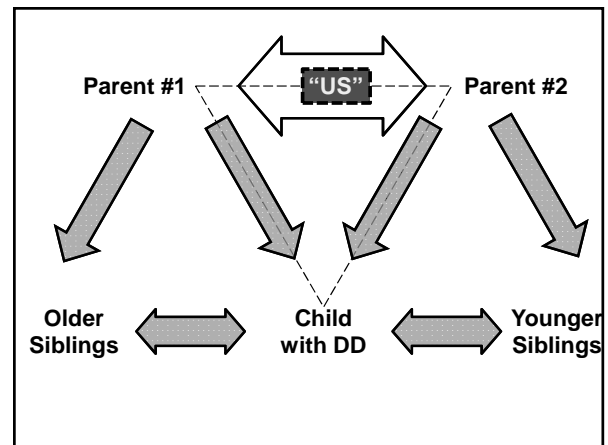 Parent #1
“US”
Parent #2
Older
Siblings
Child
with DD
Younger
Siblings